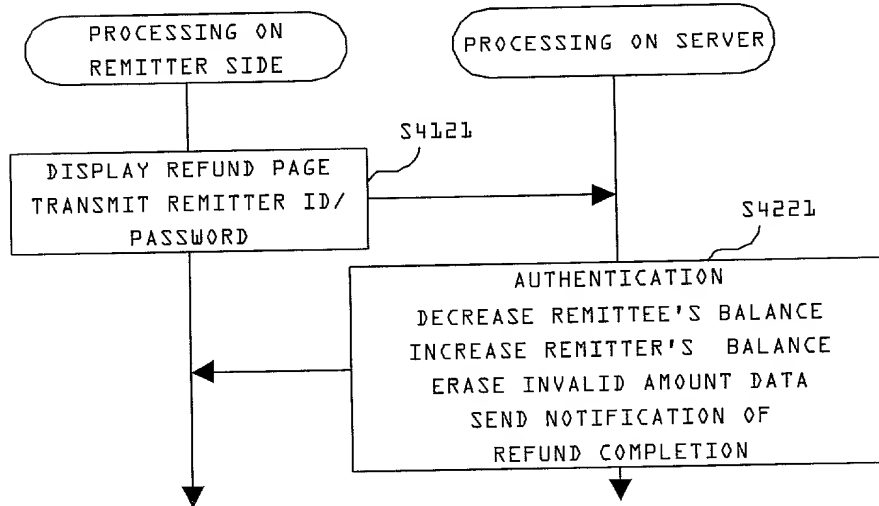 PROCESSING ON
REMITTER SIDE
PROCESSING ON SERVER
S4121
DISPLAY REFUND PAGE
TRANSMIT REMITTER ID/
PASSWORD
S4221
AUTHENTICATION
DECREASE REMITTEE'S BALANCE
INCREASE REMITTER'S BALANCE
ERASE INVALID AMOUNT DATA
SEND NOTIFICATION OF
REFUND COMPLETION